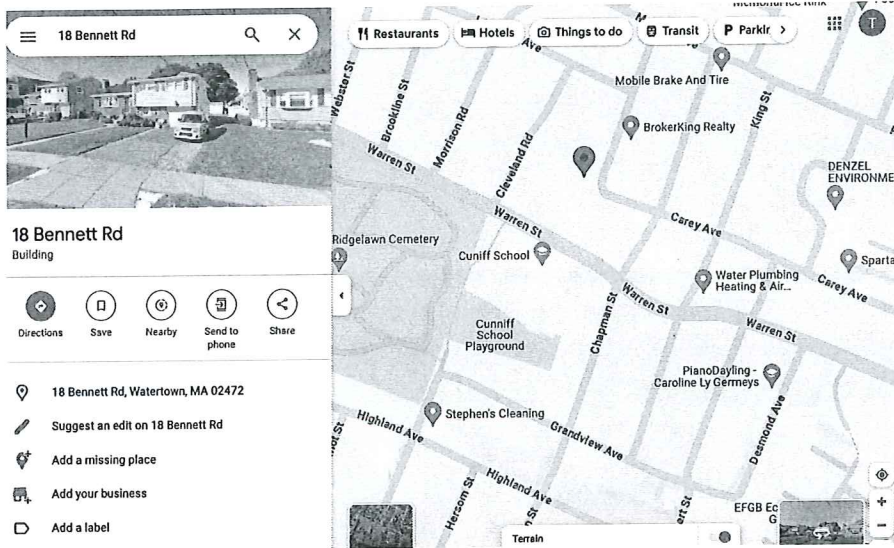 18 Bennett Rd
18 Bennett Rd
Building
Directions
Save
Nearby
Send to
phone
Share
18 Bennett Rd, Watertown, MA 02472
Suggest an edit on 18 Bennett Rd
Add a missing place
Add your business
Add a label
Restaurants
Hotels
Things to do
Transit
T
Ave
Mobile Brake And Tire
BrokerKing Realty
King St
Webster St
Brookline St
Morrison Rd
Cleveland Rd
Warren St
DENZEL
Warren St
Carey Ave
Ridgelawn Cemetery
Cuniff School
Water Plumbing
Heating & Air...
Carey Ave
Warren St
Warren St
Chapman St
Cunniff
School
Playground
PianoDayling -
Caroline Ly Germeys
Stephen's Cleaning
Highland Ave
Grandview Ave
Desmond Ave
Highland Ave
Hersom St
Terrain